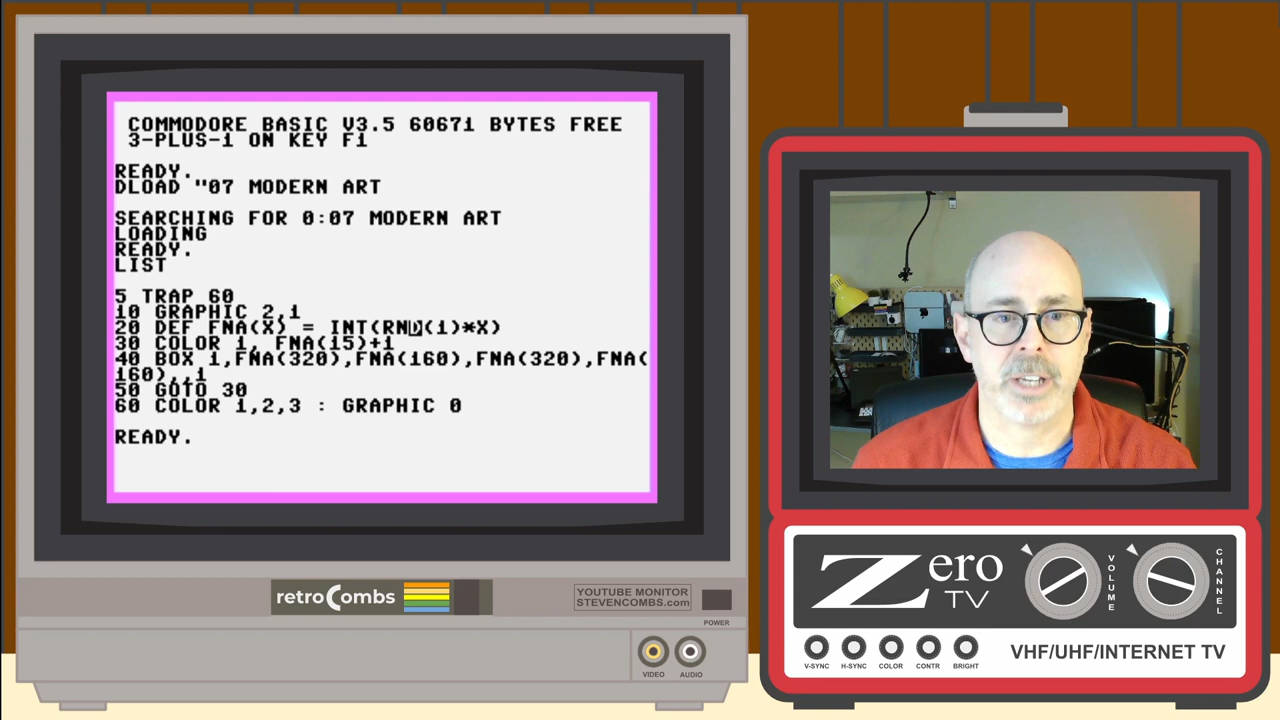 COMMODORE BASIC V3.5 60671 BYTES FREE
3-PLUS-1 ON KEY F1
READY.
DLOAD "07 MODERN ART
SEARCHING FOR 0:07 MODERN ART
LOADING
READY.
LIST
5 TRAP 60
10 GRAPHIC 2,1
20 DEF FNA(X) = INT(RND(1)*X)
30 COLOR 1, FNA(15)+1
40 BOX 1,FNA(320),FNA(160),FNA(320),FNA(
160),,1
50 GOTO 30
60 COLOR 1,2,3 : GRAPHIC 0
READY.
retroCombs
YOUTUBE MONITOR
STEVENCOMBS.com
POWER
VIDEO AUDIO
Zero
TV
VOLUME
CHANNEL
V-SYNC H-SYNC COLOR CONTR BRIGHT
VHF/UHF/INTERNET TV